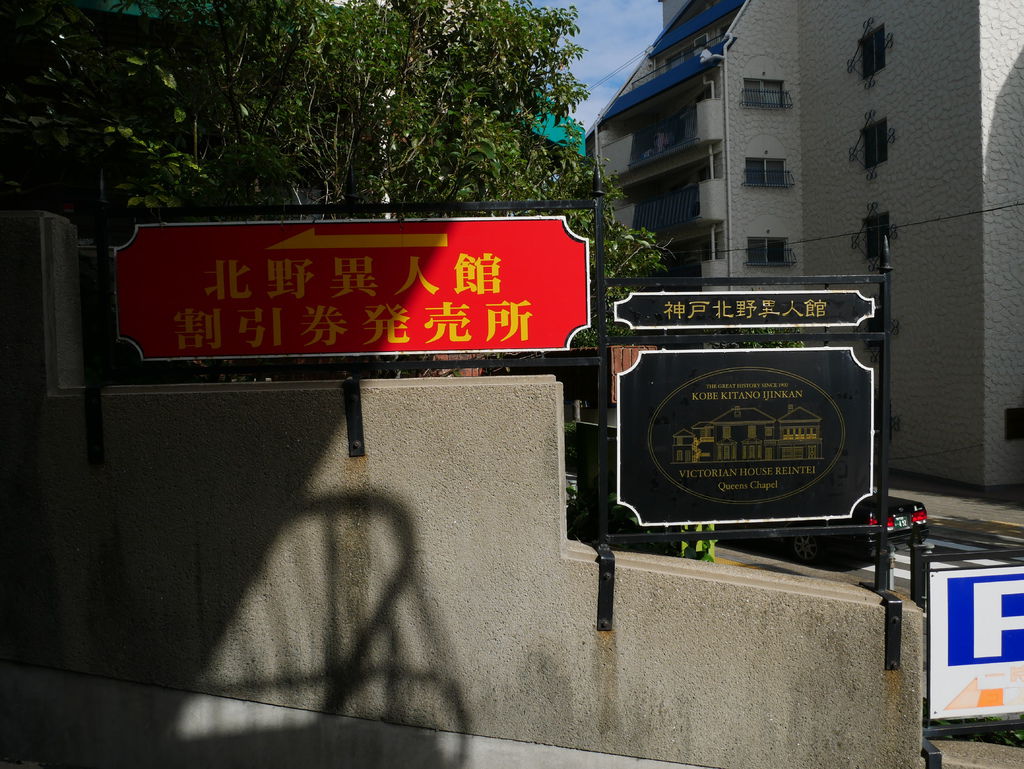 北野異人館
割引券発売所
神戸北野異人館
THE GREAT HISTORY SINCE 1902
KOBE KITANO IJINKAN
VICTORIAN HOUSE REINTEI
Queens Chapel
P